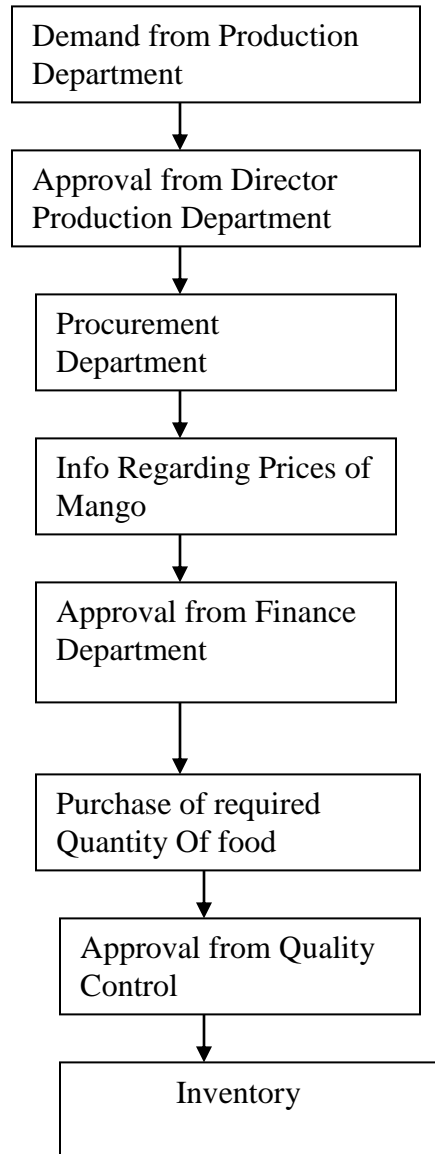 Demand from Production
Department
Approval from Director
Production Department
Procurement
Department
Info Regarding Prices of
Mango
Approval from Finance
Department
Purchase of required
Quantity Of food
Approval from Quality
Control
Inventory